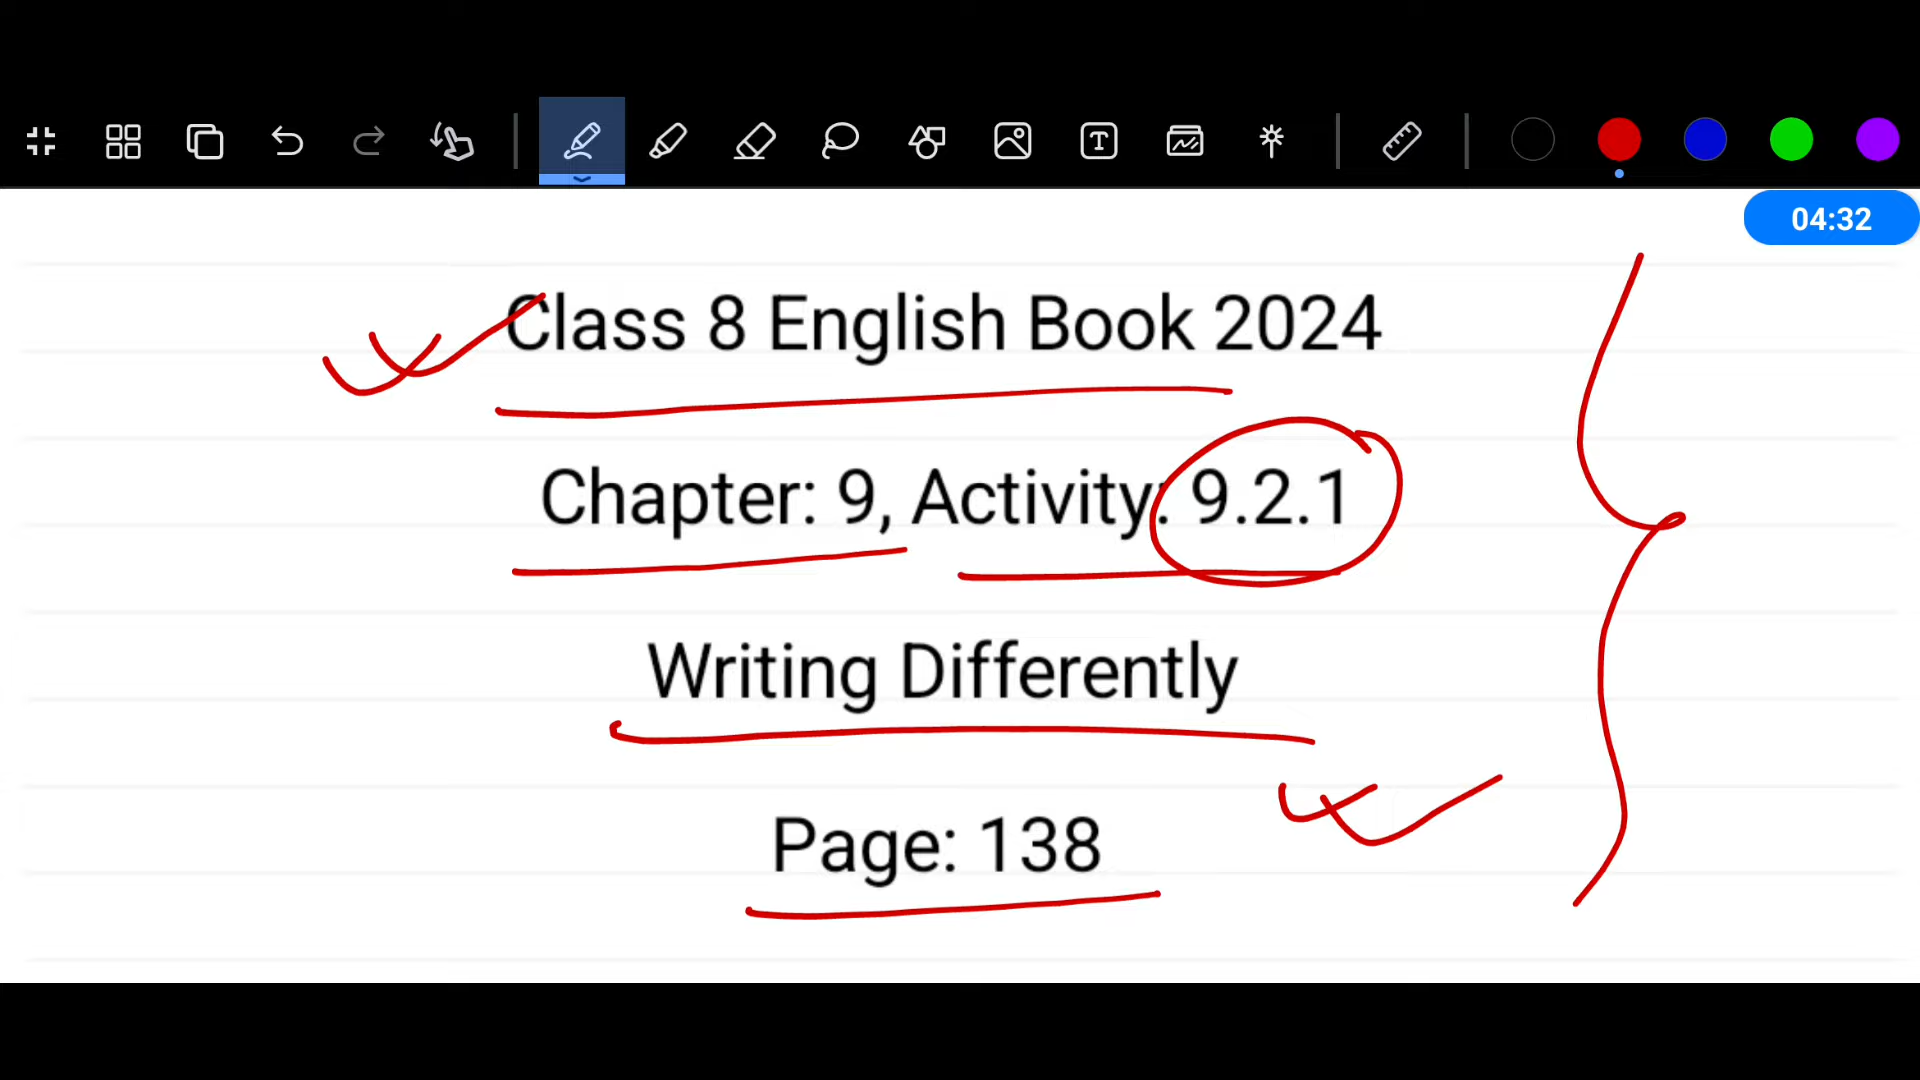 04:32
Class 8 English Book 2024
Chapter: 9, Activity: 9.2.1
Writing Differently
Page: 138